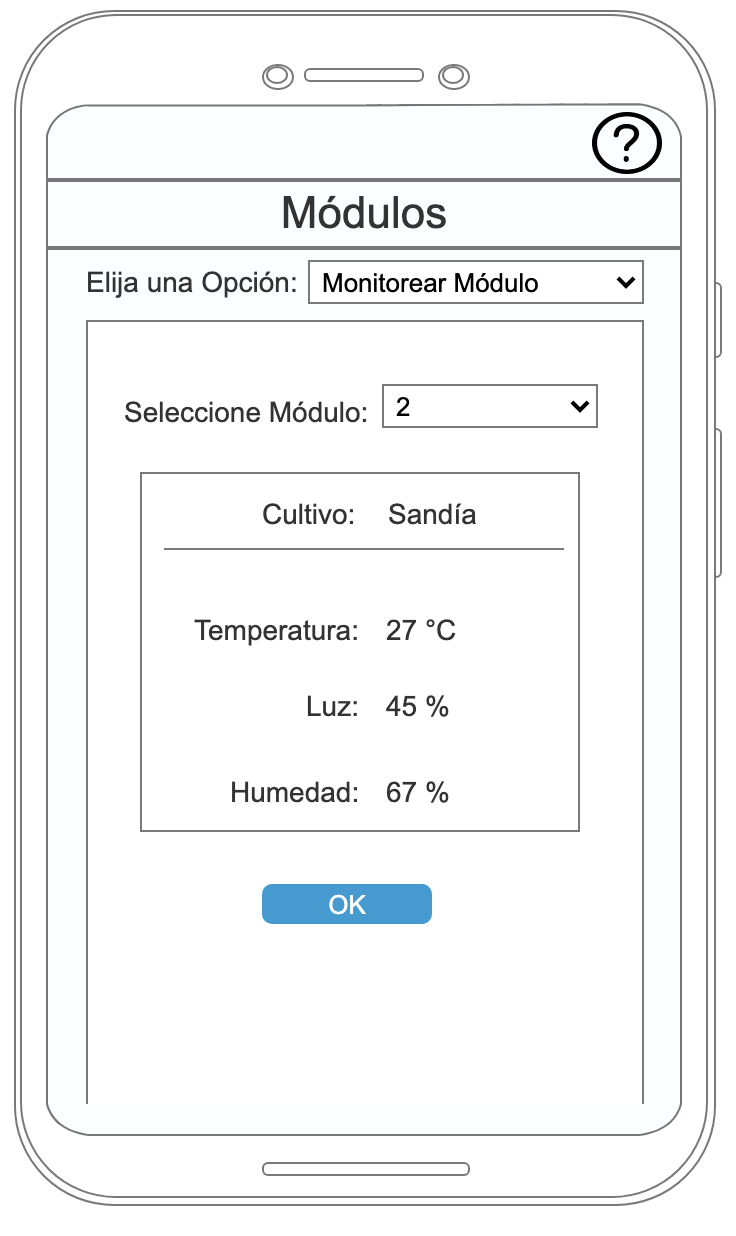 ?
Módulos
Elija una Opción: Monitorear Módulo
Seleccione Módulo: 2
Cultivo: Sandía
Temperatura: 27 °C
Luz: 45 %
Humedad: 67 %
OK